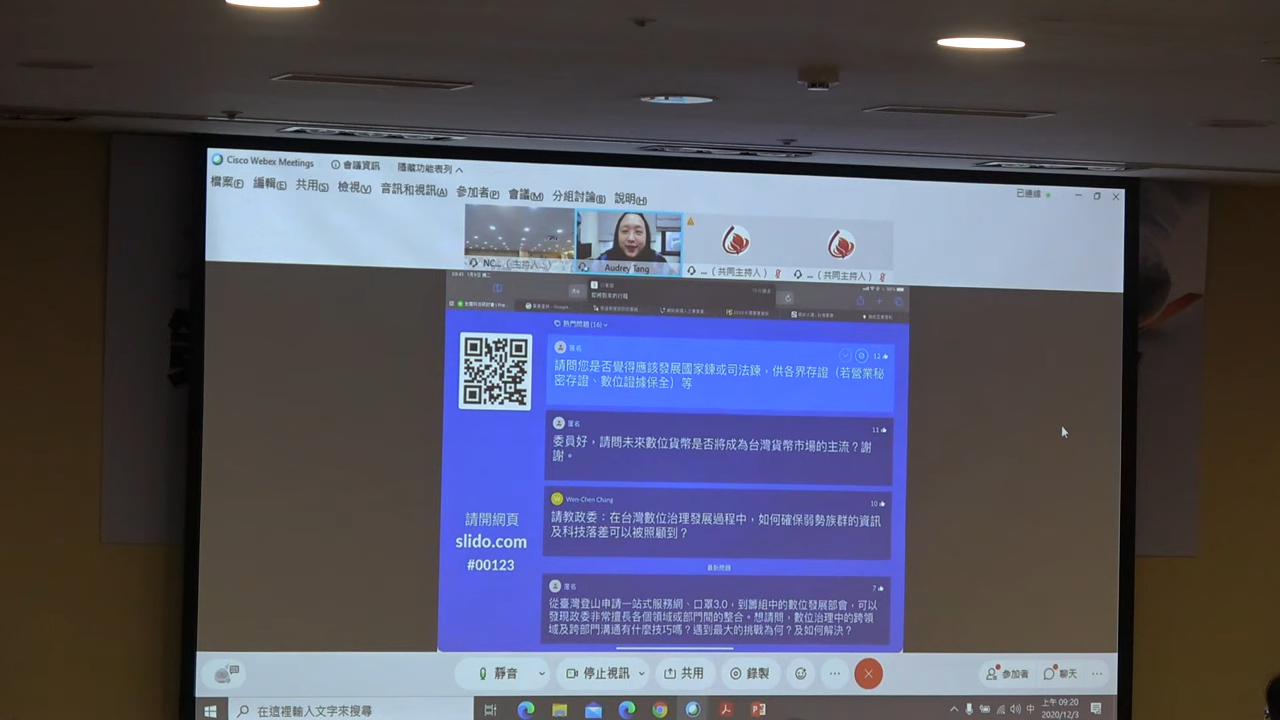 Cisco Webex Meetings 會議資訊 隱藏功能表列
檔案(F) 編輯(E) 共用(S) 檢視(V) 音訊和視訊(A) 參加者(P) 會議(M) 分組討論(B) 說明(H)
已連線
NC... (主持人...)
Audrey Tang
... (共同主持人)
... (共同主持人)
即將到來的行程
熱門問題 (16)
匿名
12
請問您是否覺得應該發展國家鍊或司法鍊，供各界存證（若營業秘
密存證、數位證據保全）等
匿名
11
委員好，請問未來數位貨幣是否將成為台灣貨幣市場的主流？謝
謝。
Wen-Chen Chang
10
請教政委：在台灣數位治理發展過程中，如何確保弱勢族群的資訊
及科技落差可以被照顧到？
最新問題
匿名
7
從臺灣登山申請一站式服務網、口罩3.0，到籌組中的數位發展部會，可以
發現政委非常擅長各個領域或部門間的整合。想請問，數位治理中的跨領
域及跨部門溝通有什麼技巧嗎？遇到最大的挑戰為何？及如何解決？
請開網頁
slido.com
#00123
靜音
停止視訊
共用
錄製
參加者
聊天
在這裡輸入文字來搜尋
中
上午 09:20
2020/12/3